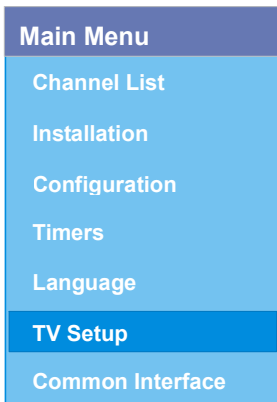 Main Menu
Channel List
Installation
Configuration
Timers
Language
TV Setup
Common Interface